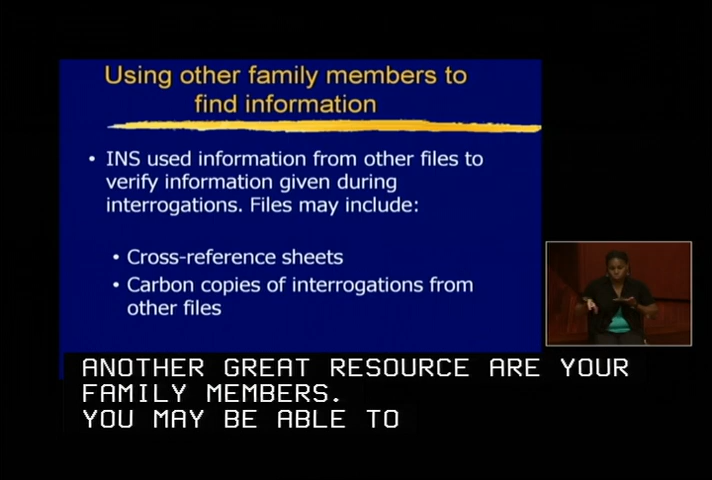 Using other family members to
find information
• INS used information from other files to
verify information given during
interrogations. Files may include:
• Cross-reference sheets
• Carbon copies of interrogations from
other files
ANOTHER GREAT RESOURCE ARE YOUR
FAMILY MEMBERS.
YOU MAY BE ABLE TO